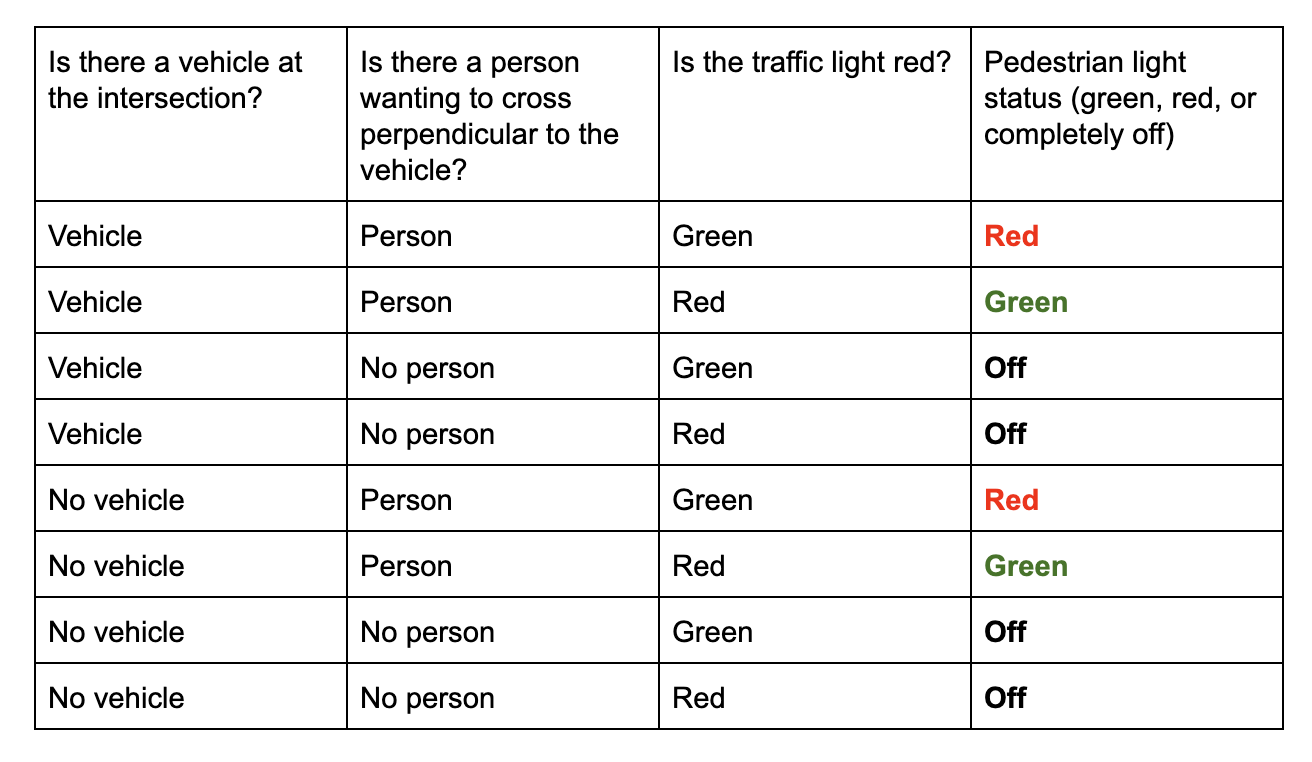 Is there a vehicle at
the intersection?
Is there a person
wanting to cross
perpendicular to the
vehicle?
Is the traffic light red?
Pedestrian light
status (green, red, or
completely off)
Vehicle
Person
Green
Red
Vehicle
Person
Red
Green
Vehicle
No person
Green
Off
Vehicle
No person
Red
Off
No vehicle
Person
Green
Red
No vehicle
Person
Red
Green
No vehicle
No person
Green
Off
No vehicle
No person
Red
Off